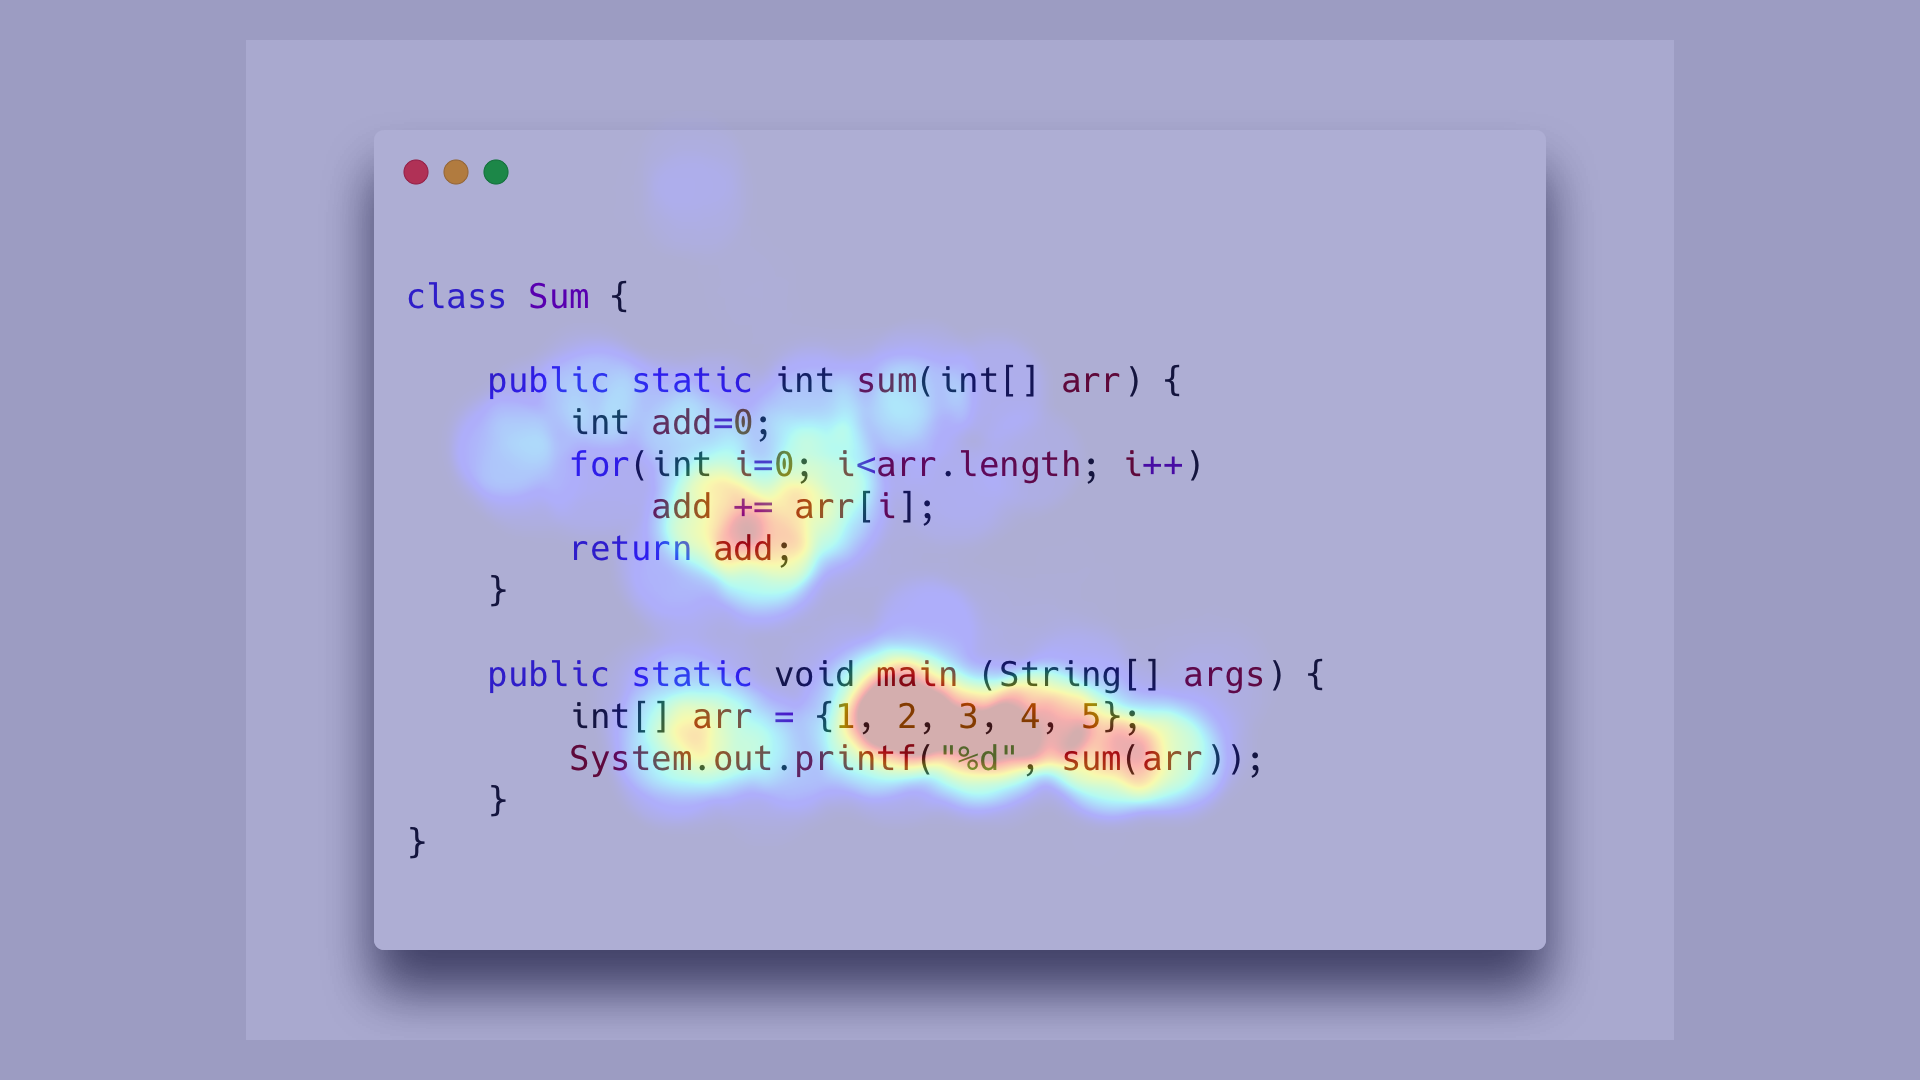 class Sum {
public static int sum(int[] arr) {
int add=0;
for(int i=0; i<arr.length; i++)
add += arr[i];
return add;
}
public static void main (String[] args) {
int[] arr = {1, 2, 3, 4, 5};
System.out.printf("%d", sum(arr));
}
}